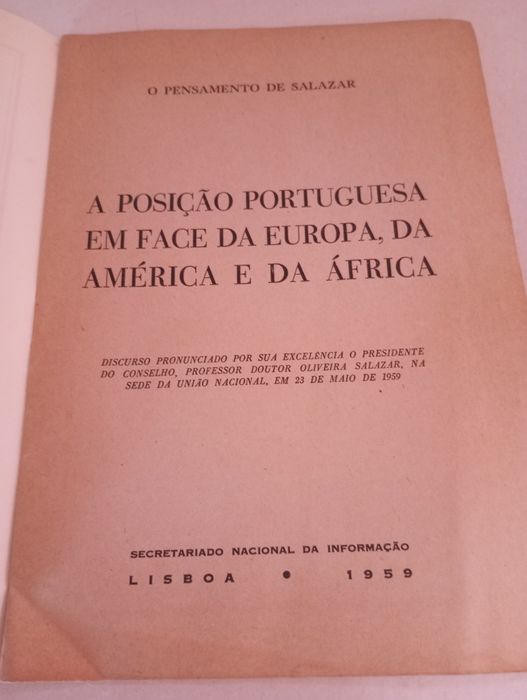 O PENSAMENTO DE SALAZAR
A POSIÇÃO PORTUGUESA
EM FACE DA EUROPA, DA
AMÉRICA E DA ÁFRICA
DISCURSO PRONUNCIADO POR SUA EXCELÊNCIA O PRESIDENTE
DO CONSELHO, PROFESSOR DOUTOR OLIVEIRA SALAZAR, NA
SEDE DA UNIÃO NACIONAL, EM 23 DE MAIO DE 1959
SECRETARIADO NACIONAL DA INFORMAÇÃO
LISBOA • 1959